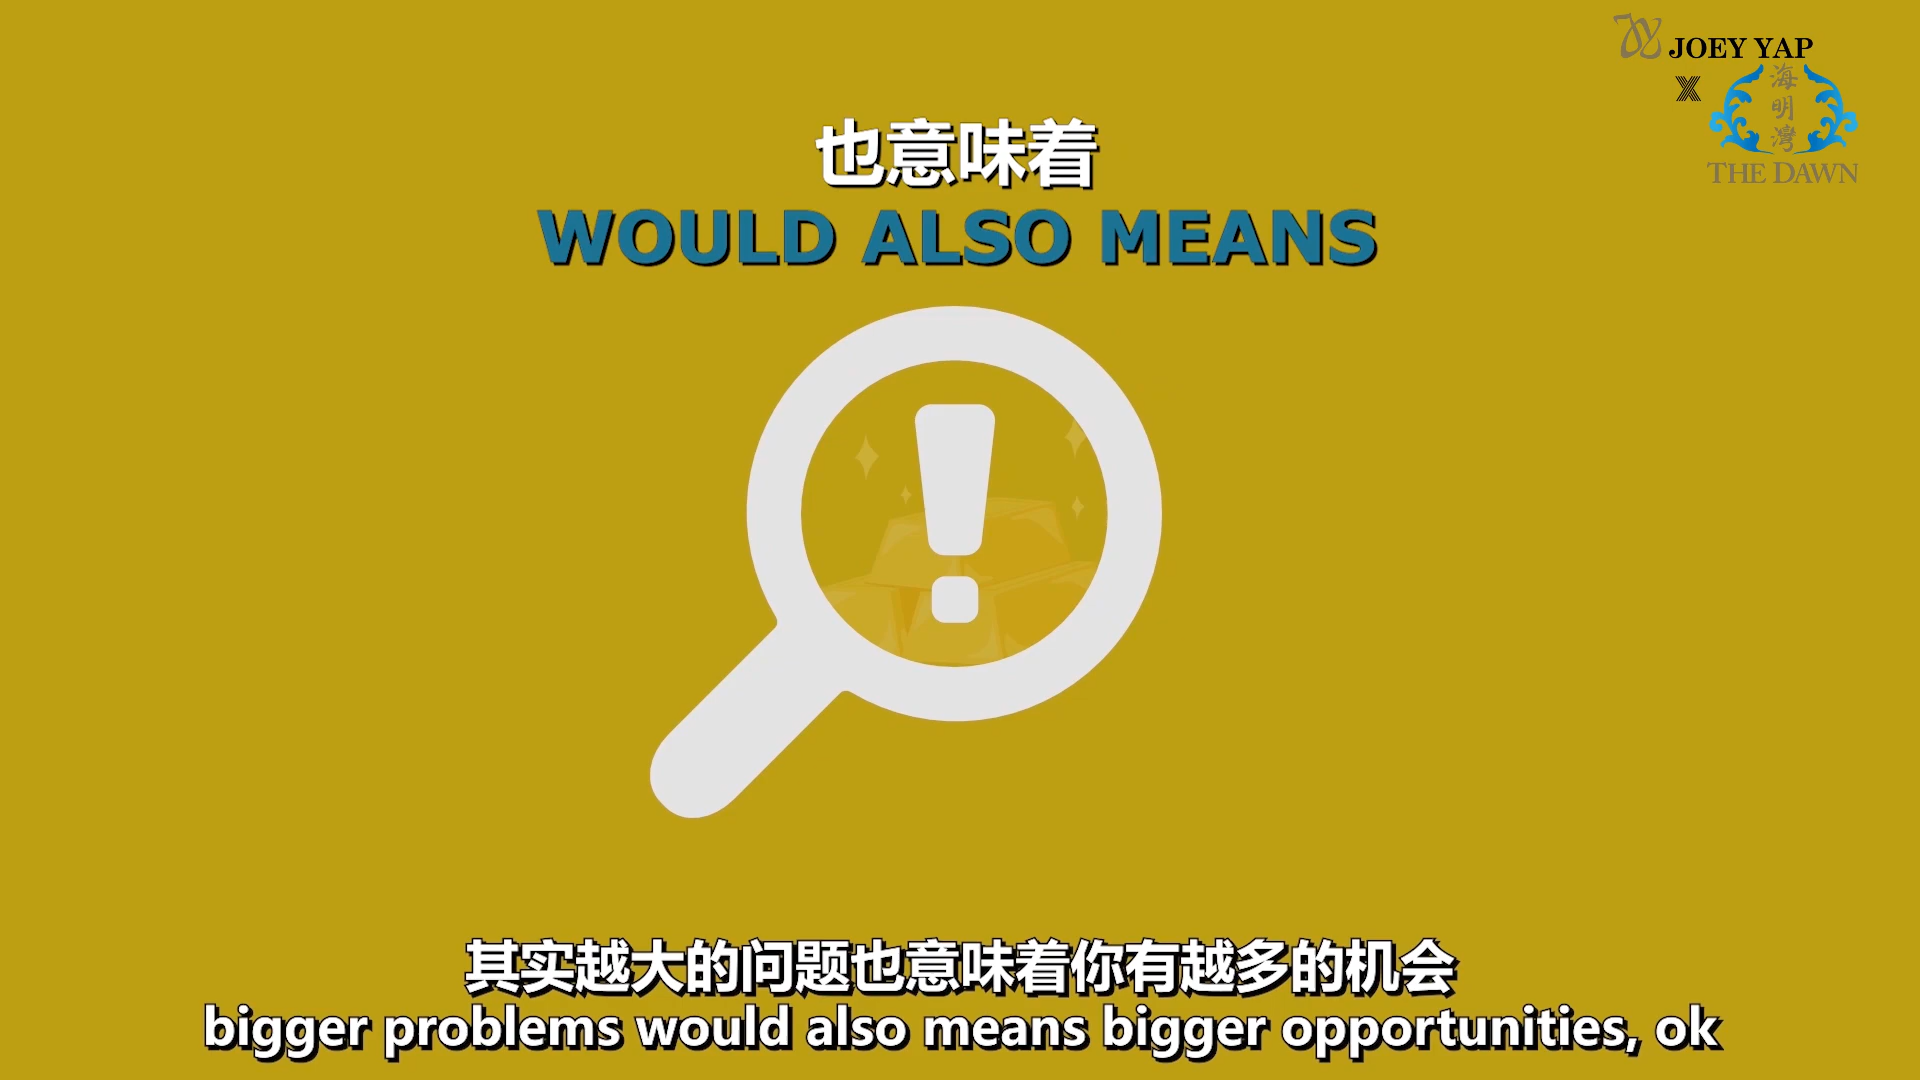 JOEY YAP
X
海明灣
THE DAWN
也意味着
WOULD ALSO MEANS
!
其实越大的问题也意味着你有越多的机会
bigger problems would also means bigger opportunities, ok